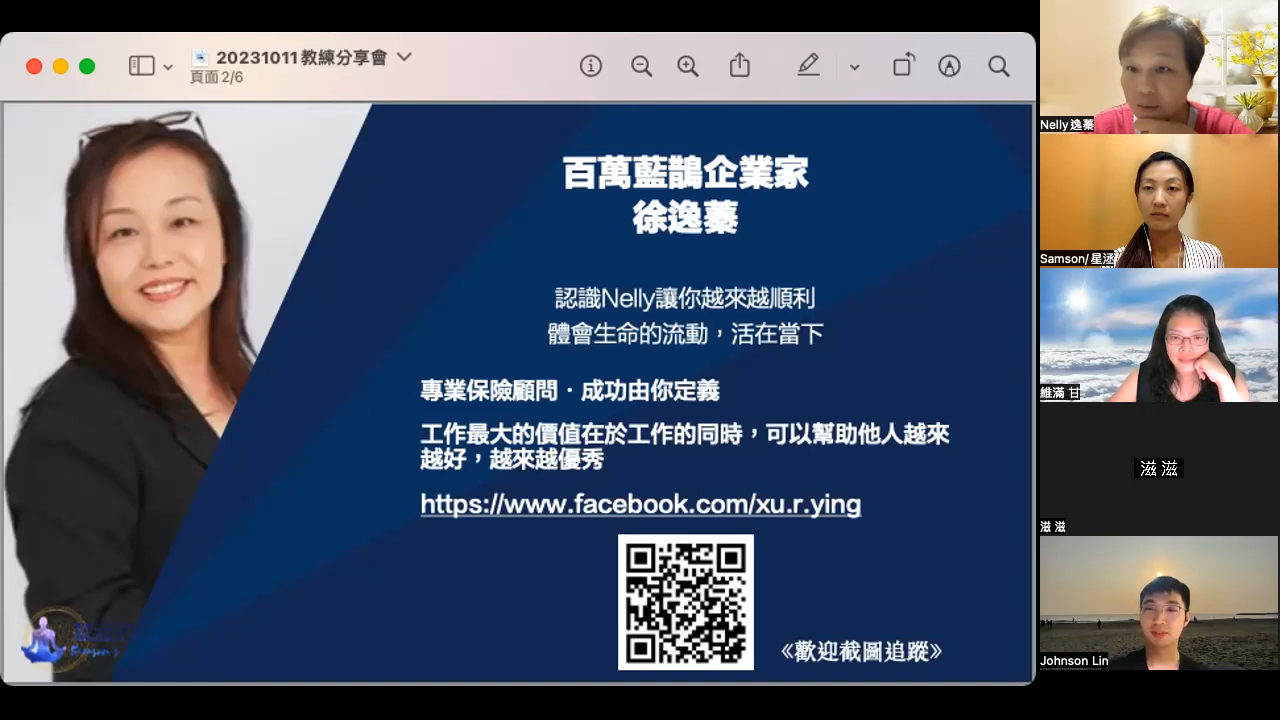 20231011教練分享會
頁面 2/6
百萬藍鵲企業家
徐逸蓁
認識Nelly讓你越來越順利
體會生命的流動，活在當下
專業保險顧問．成功由你定義
工作最大的價值在於工作的同時，可以幫助他人越來
越好，越來越優秀
https://www.facebook.com/xu.r.ying
《歡迎截圖追蹤》
Nelly逸蓁
Samson/星涵
維滿 甘
滋 滋
滋 滋
Johnson Lin